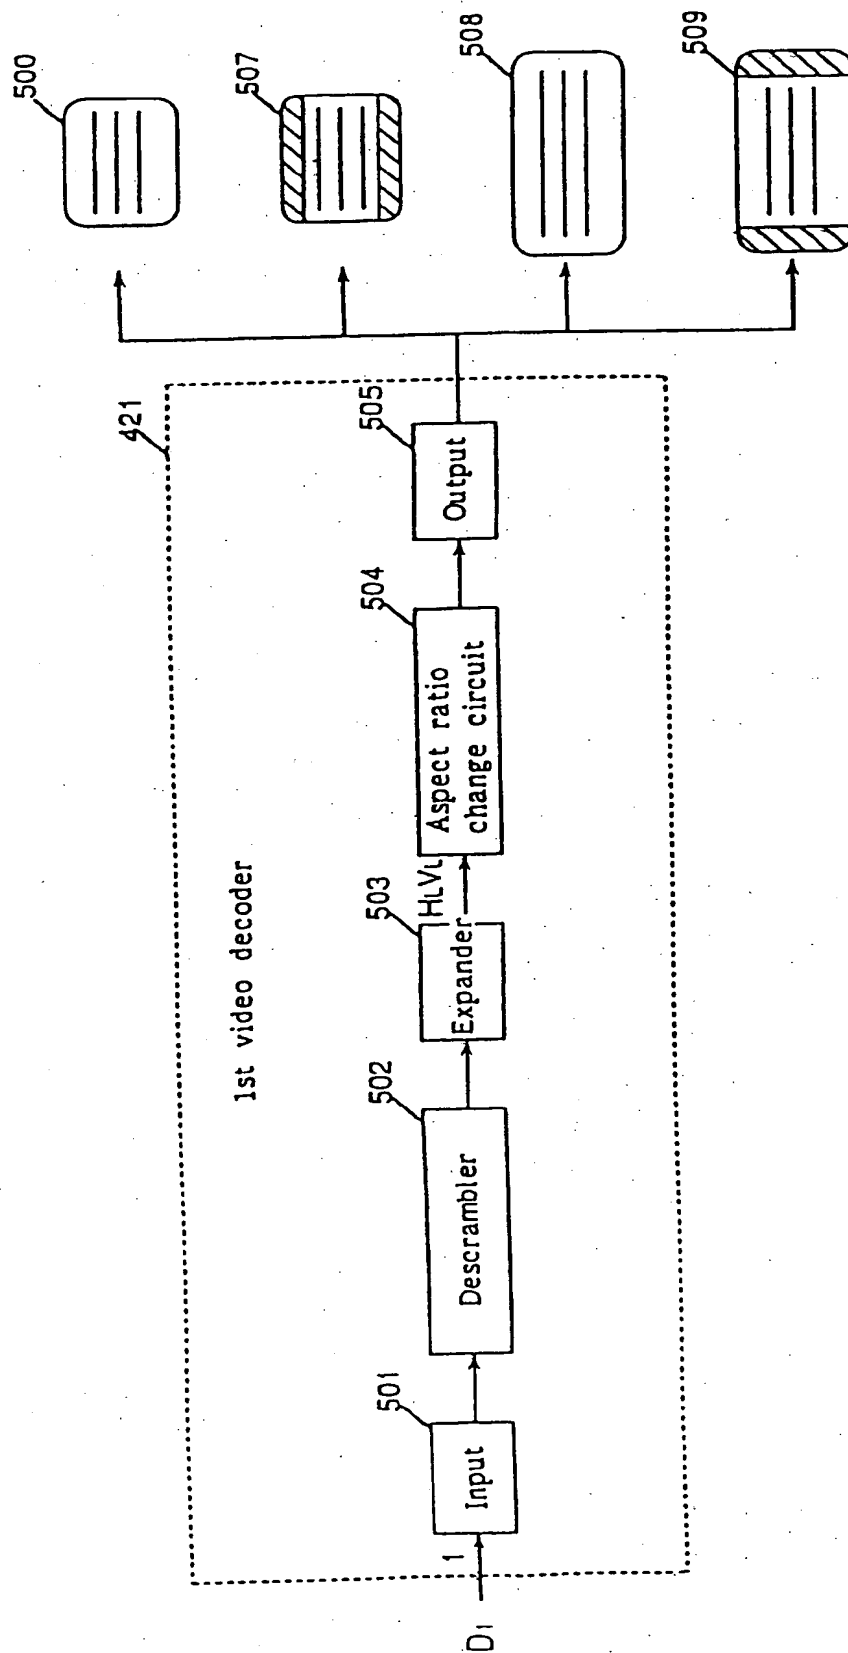 421
1st video decoder
D1
1
501
Input
502
Descrambler
503
Expander
HLVL
504
Aspect ratio
change circuit
505
Output
500
507
508
509